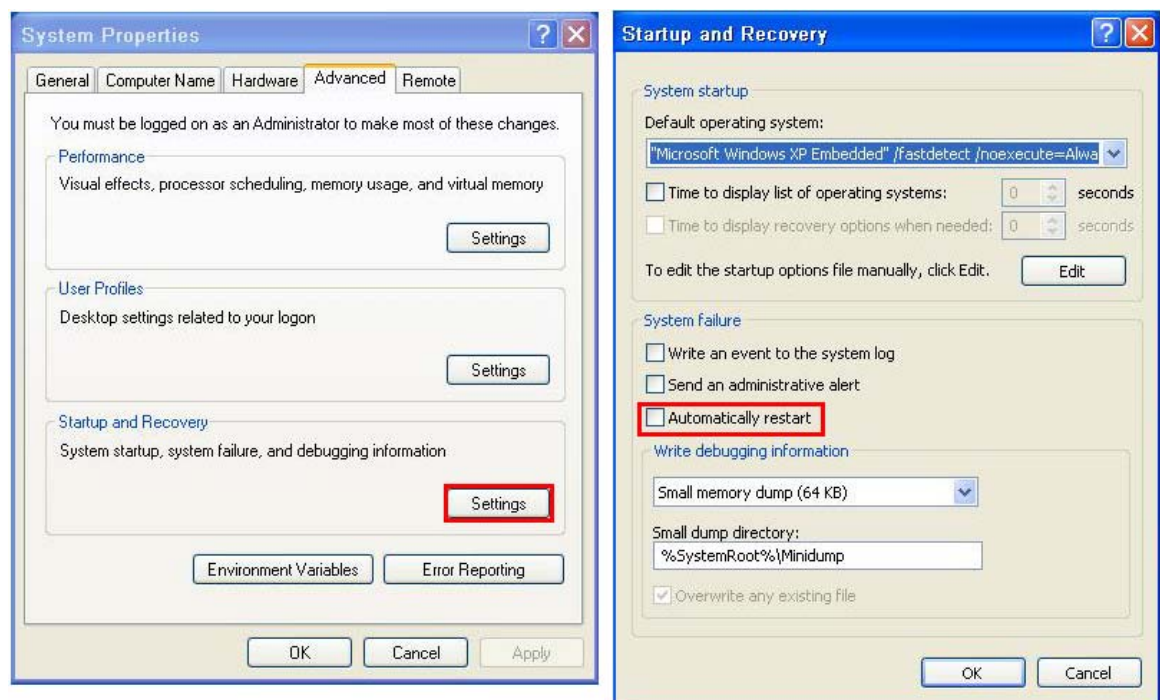 System Properties
General
Computer Name
Hardware
Advanced
Remote
You must be logged on as an Administrator to make most of these changes.
Performance
Visual effects, processor scheduling, memory usage, and virtual memory
Settings
User Profiles
Desktop settings related to your logon
Settings
Startup and Recovery
System startup, system failure, and debugging information
Settings
Environment Variables
Error Reporting
OK
Cancel
Apply
Startup and Recovery
System startup
Default operating system:
"Microsoft Windows XP Embedded" /fastdetect /noexecute=Alwa
Time to display list of operating systems: 0 seconds
Time to display recovery options when needed: 0 seconds
To edit the startup options file manually, click Edit.
Edit
System failure
Write an event to the system log
Send an administrative alert
Automatically restart
Write debugging information
Small memory dump (64 KB)
Small dump directory:
%SystemRoot%\Minidump
Overwrite any existing file
OK
Cancel